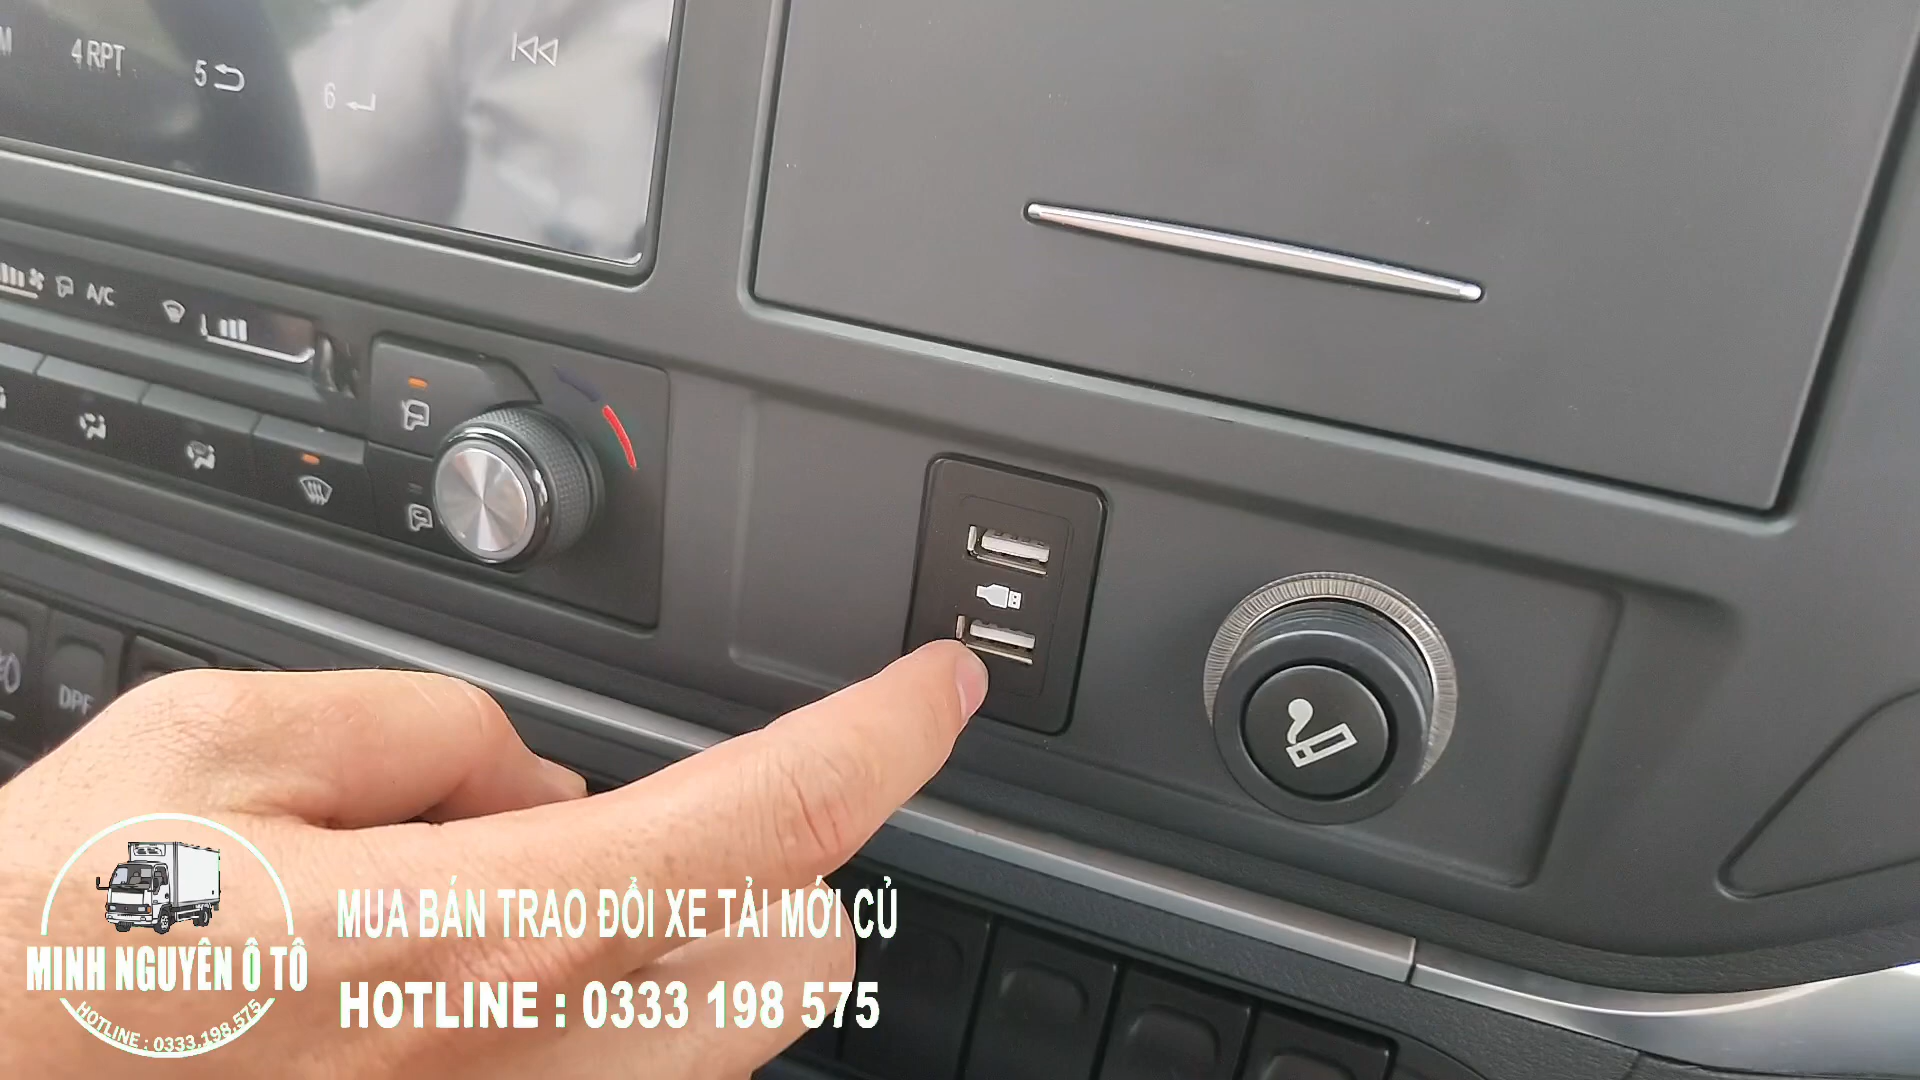 4 RPT
5
6
A/C
DPF
MUA BÁN TRAO ĐỔI XE TẢI MỚI CỦ
HOTLINE : 0333 198 575
MINH NGUYÊN Ô TÔ
HOTLINE : 0333.198.575